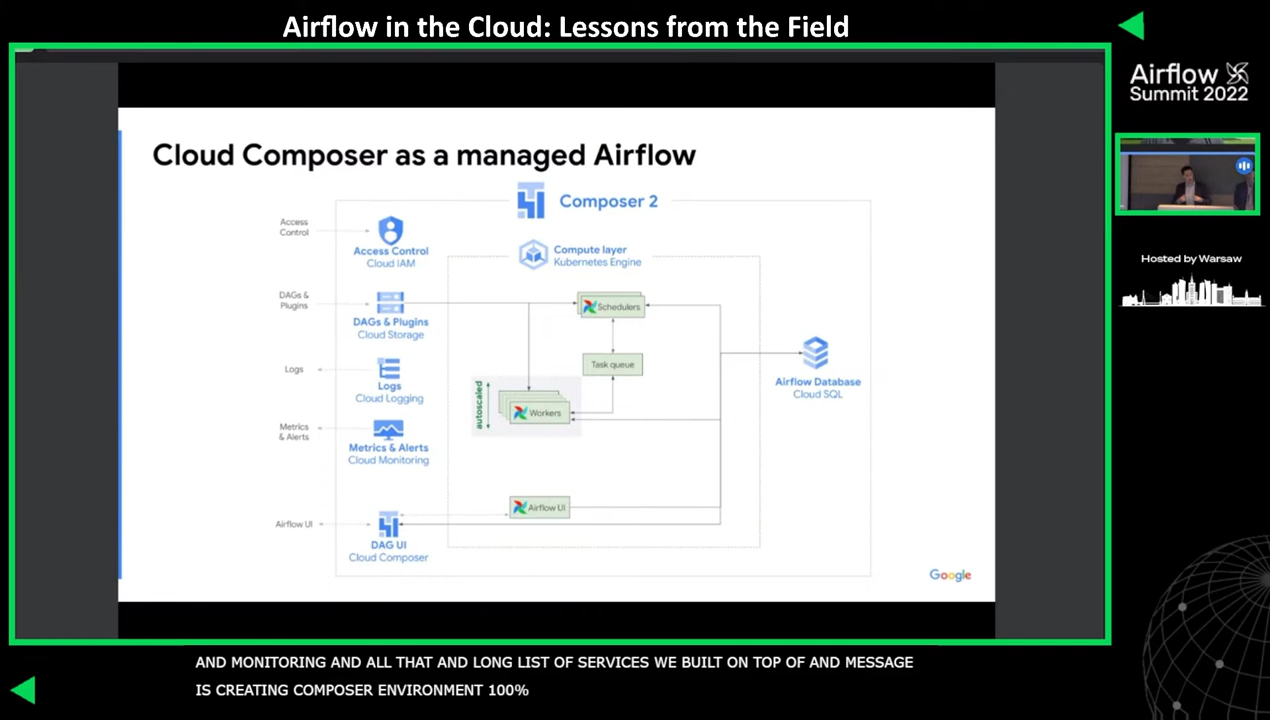 Airflow in the Cloud: Lessons from the Field
Airflow
Summit 2022
Hosted by Warsaw
Cloud Composer as a managed Airflow
Composer 2
Access
Control
Access Control
Cloud IAM
Compute layer
Kubernetes Engine
DAGs &
Plugins
DAGs & Plugins
Cloud Storage
Schedulers
Task queue
Airflow Database
Cloud SQL
Logs
Logs
Cloud Logging
autoscaled
Workers
Metrics
& Alerts
Metrics & Alerts
Cloud Monitoring
Airflow UI
Airflow UI
DAG UI
Cloud Composer
Google
AND MONITORING AND ALL THAT AND LONG LIST OF SERVICES WE BUILT ON TOP OF AND MESSAGE
IS CREATING COMPOSER ENVIRONMENT 100%